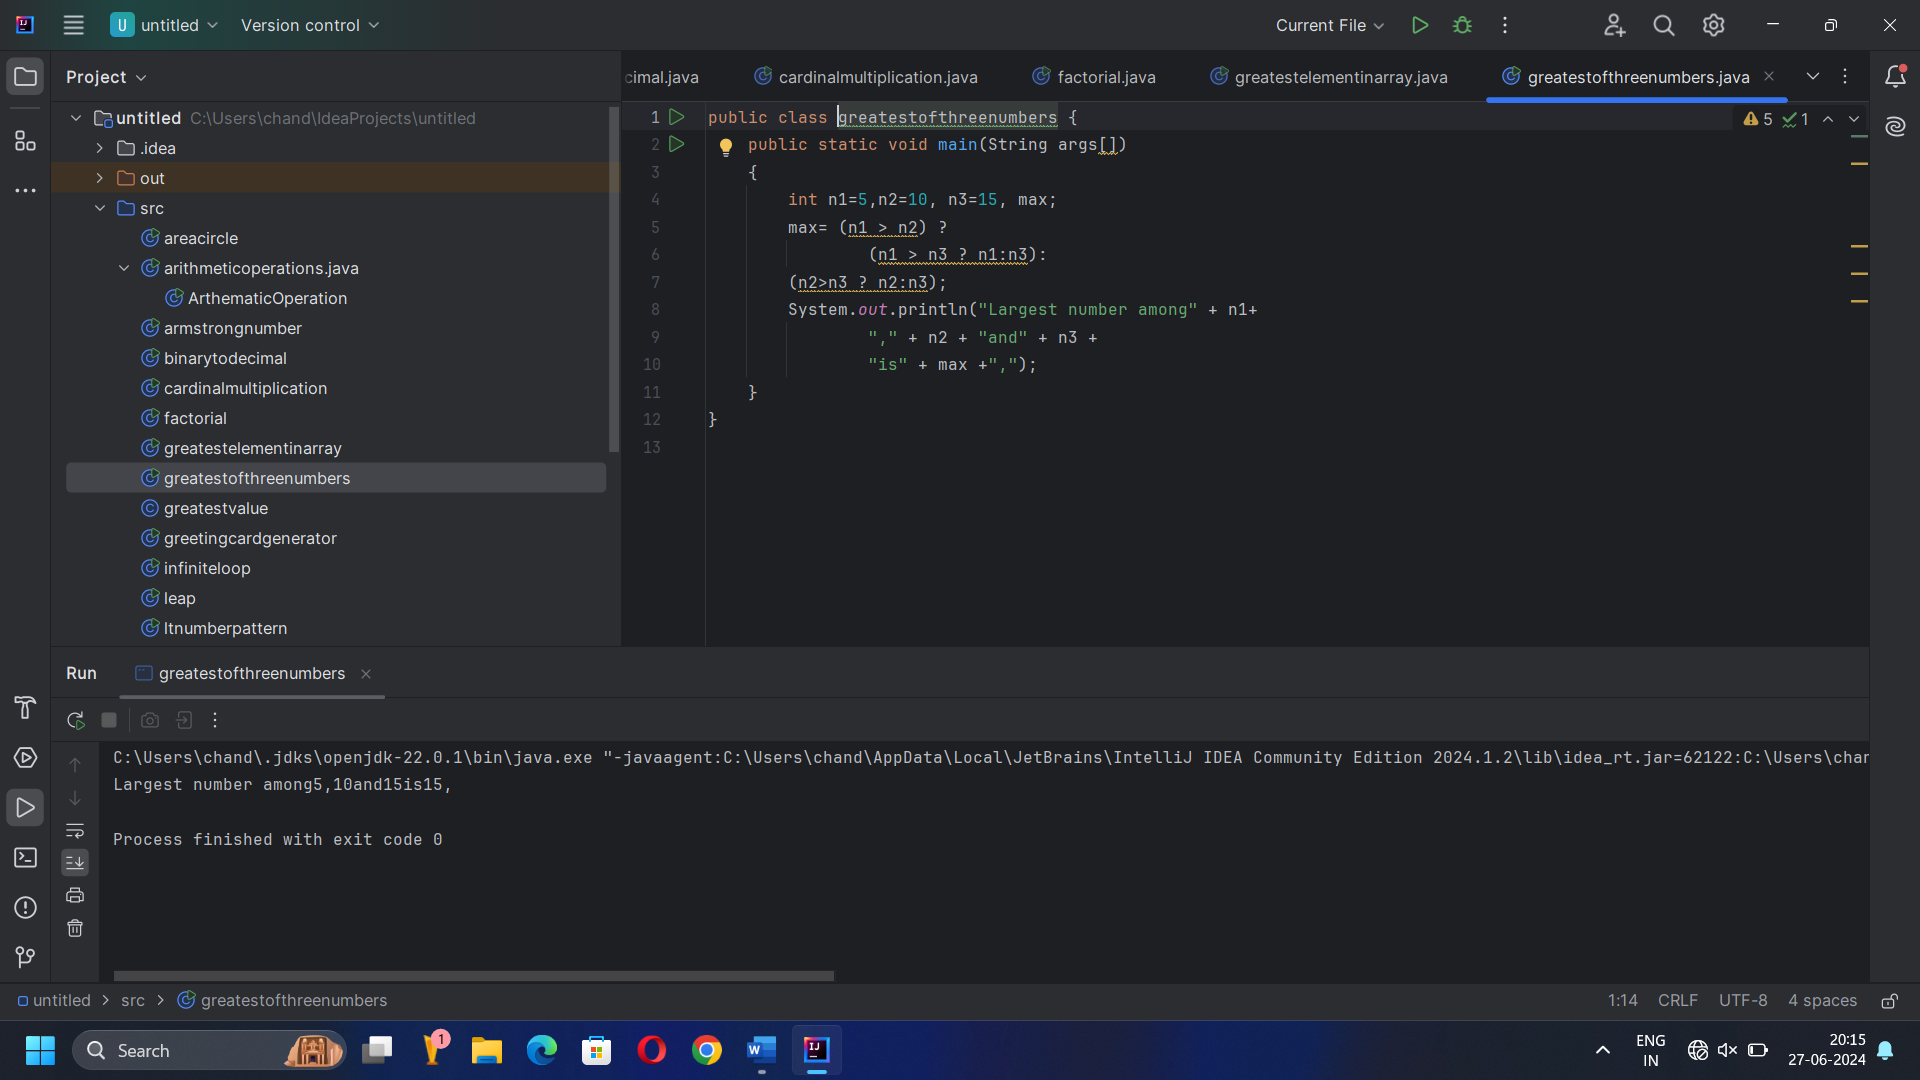 U untitled Version control Current File
Project
cimal.java cardinalmultiplication.java factorial.java greatestelementinarray.java greatestofthreenumbers.java
untitled C:\Users\chand\IdeaProjects\untitled
.idea
out
src
areacircle
arithmeticoperations.java
ArthematicOperation
armstrongnumber
binarytodecimal
cardinalmultiplication
factorial
greatestelementinarray
greatestofthreenumbers
greatestvalue
greetingcardgenerator
infiniteloop
leap
ltnumberpattern
1 public class greatestofthreenumbers { 5 1
2 public static void main(String args[])
3 {
4 int n1=5,n2=10, n3=15, max;
5 max= (n1 > n2) ?
6 (n1 > n3 ? n1:n3):
7 (n2>n3 ? n2:n3);
8 System.out.println("Largest number among" + n1+
9 "," + n2 + "and" + n3 +
10 "is" + max +",");
11 }
12 }
13
Run greatestofthreenumbers
C:\Users\chand\.jdks\openjdk-22.0.1\bin\java.exe "-javaagent:C:\Users\chand\AppData\Local\JetBrains\IntelliJ IDEA Community Edition 2024.1.2\lib\idea_rt.jar=62122:C:\Users\char
Largest number among5,10and15is15,
Process finished with exit code 0
untitled > src > greatestofthreenumbers 1:14 CRLF UTF-8 4 spaces
Search 1 ENG 20:15
IN 27-06-2024